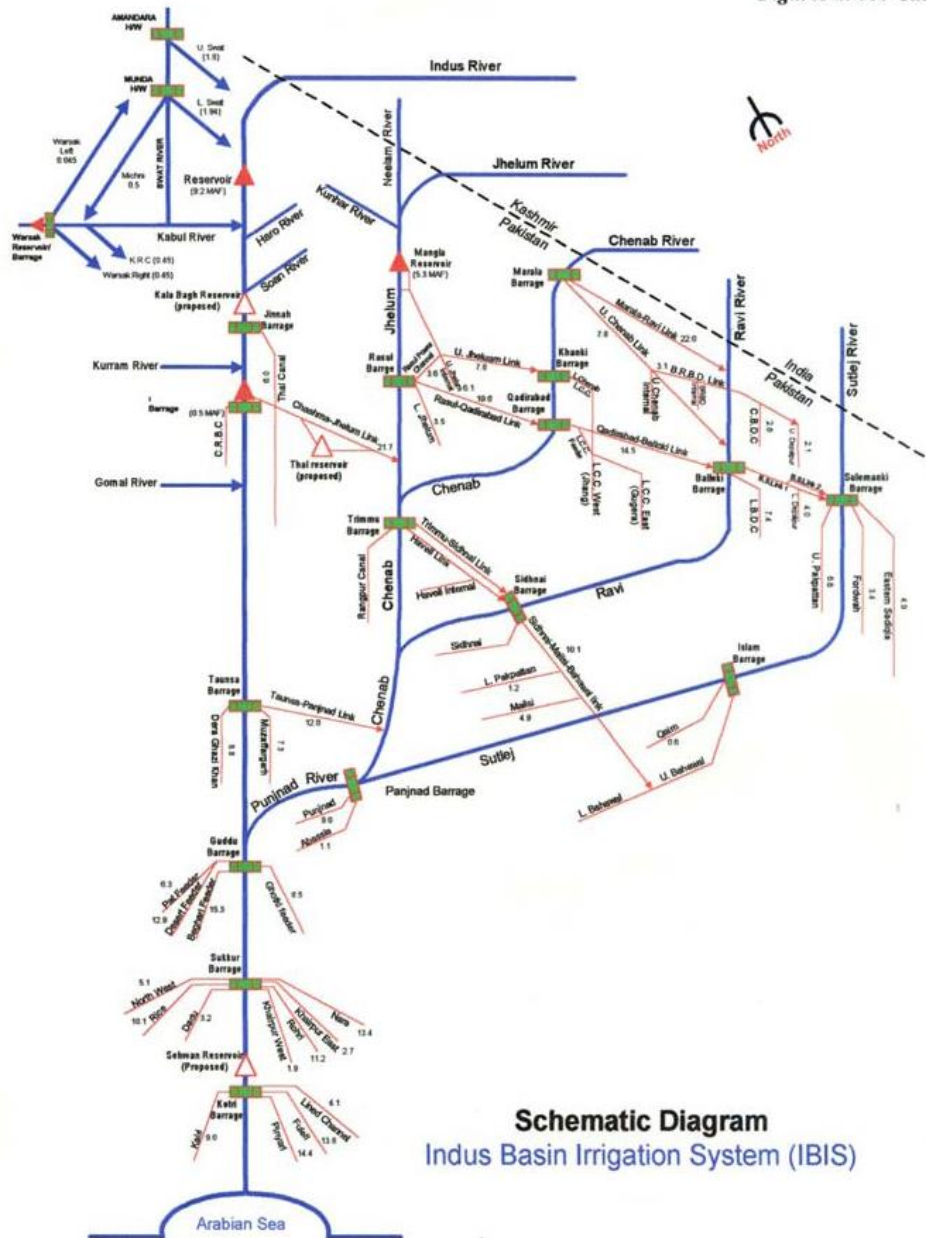 AMANDARA
H/W
U. Swat
(1.8)
MUNDA
H/W
L. Swat
(1.94)
Warsak
Left
0.045
Michni
0.5
SWAT RIVER
Warsak
Reservoir/
Barrage
Kabul River
K.R.C (0.45)
Warsak Right (0.45)
Indus River
Reservoir
(9.2 MAF)
Haro River
Soan River
Kala Bagh Reservoir
(proposed)
Jinnah
Barrage
Thal Canal
Kurram River
Barrage
(0.5 MAF)
C.R.B.C
Chashma-Jhelum Link
21.7
Thal reservoir
(proposed)
Gomal River
Neelam River
Jhelum River
Kunhar River
Mangla
Reservoir
(5.3 MAF)
Jhelum
Rasul
Barrage
U. Jheluam Link
7.0
Rasul-Qadirabad Link
19.0
L. Jhelum
3.5
North
Kashmir
Pakistan
Chenab River
Marala
Barrage
Marala-Ravi Link
22.0
U. Chenab Link
7.8
3.1
B.R.B.D. Link
U.Chenab
Internal
Ravi River
India
Pakistan
Sutlej River
Khanki
Barrage
Qadirabad
Barrage
L.C.C. West
(Jhang)
L.C.C. East
(Gugera)
Qadirabad-Balloki Link
14.5
C.B.D.C
2.6
2.1
Balloki
Barrage
L.B.D.C
7.4
4.0
Sulemanki
Barrage
U. Pakpattan
6.6
Fordwah
3.4
Eastern Sadiqia
4.9
Chenab
Trimmu
Barrage
Rangpur Canal
Trimmu-Sidhnai Link
Haveli Link
Haveli Internal
Chenab
Sidhnai
Barrage
Sidhnai
Ravi
Sidhnai-Mailsi-Bahawal link
10.1
L. Pakpattan
1.2
Mailsi
4.9
Islam
Barrage
Qaim
0.6
U. Bahawal
L. Bahawal
Sutlej
Taunsa
Barrage
Taunsa-Panjnad Link
12.0
Dera Ghazi Khan
8.8
Muzaffargarh
7.3
Chenab
Punjnad River
Panjnad Barrage
Punjnad
9.0
Abassia
1.1
Guddu
Barrage
6.3
Pat Feeder
12.9
Desert Feeder
Beghari Feeder
15.3
Ghotki feeder
8.5
Sukkur
Barrage
5.1
North West
10.1
Rice
Dadu
3.2
Khairpur West
1.9
Rohri
11.2
Khairpur East
2.7
Nara
13.4
Sehwan Reservoir
(Proposed)
Kotri
Barrage
Kalri
9.0
Pinyari
14.4
Fuleli
13.8
Lined Channel
4.1
Schematic Diagram
Indus Basin Irrigation System (IBIS)
Arabian Sea